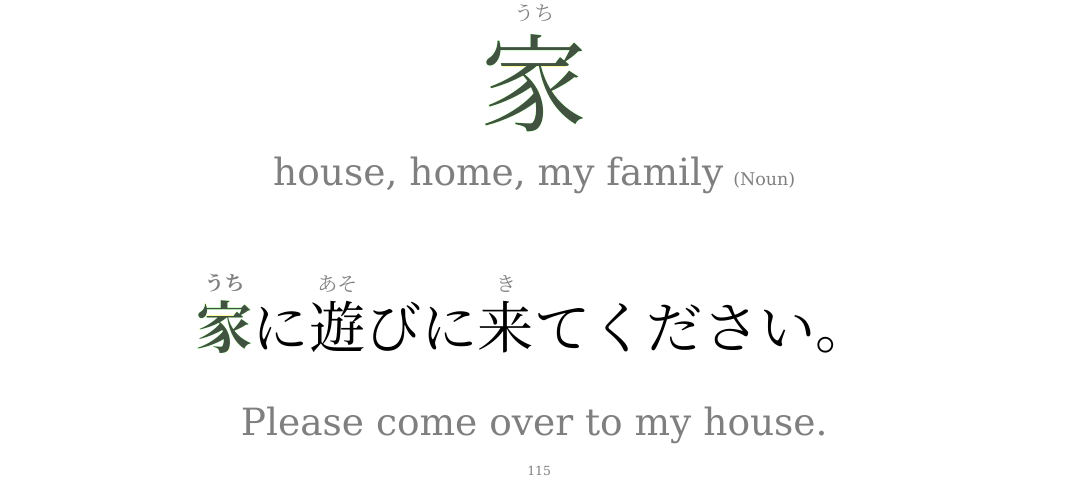 うち
家
house, home, my family (Noun)
うち あそ き
家に遊びに来てください。
Please come over to my house.
115